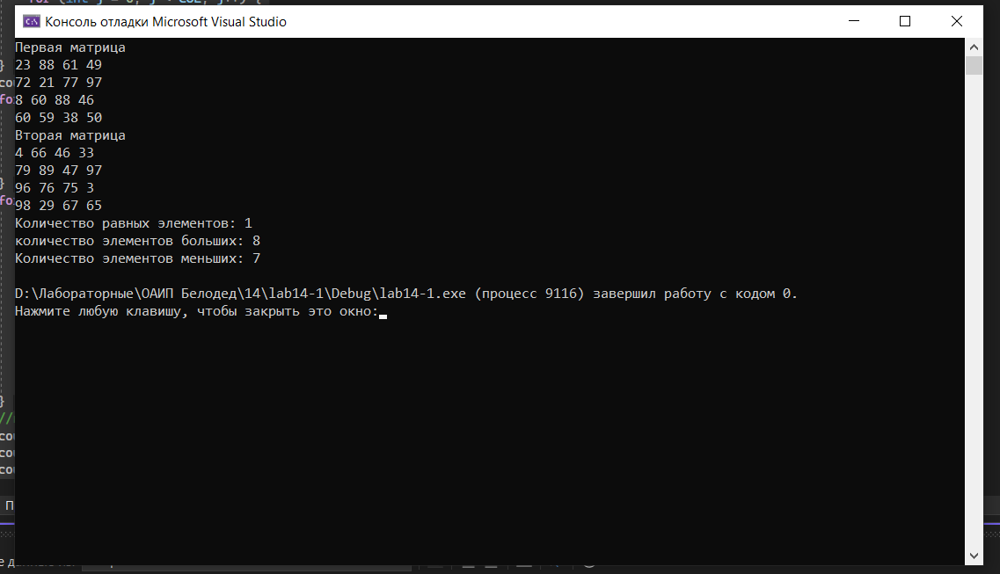 for (int j = 0; j < COL; j++) {
Консоль отладки Microsoft Visual Studio
Первая матрица
23 88 61 49
72 21 77 97
8 60 88 46
60 59 38 50
Вторая матрица
4 66 46 33
79 89 47 97
96 76 75 3
98 29 67 65
Количество равных элементов: 1
количество элементов больших: 8
Количество элементов меньших: 7
D:\Лабораторные\ОАИП Белодед\14\lab14-1\Debug\lab14-1.exe (процесс 9116) завершил работу с кодом 0.
Нажмите любую клавишу, чтобы закрыть это окно: